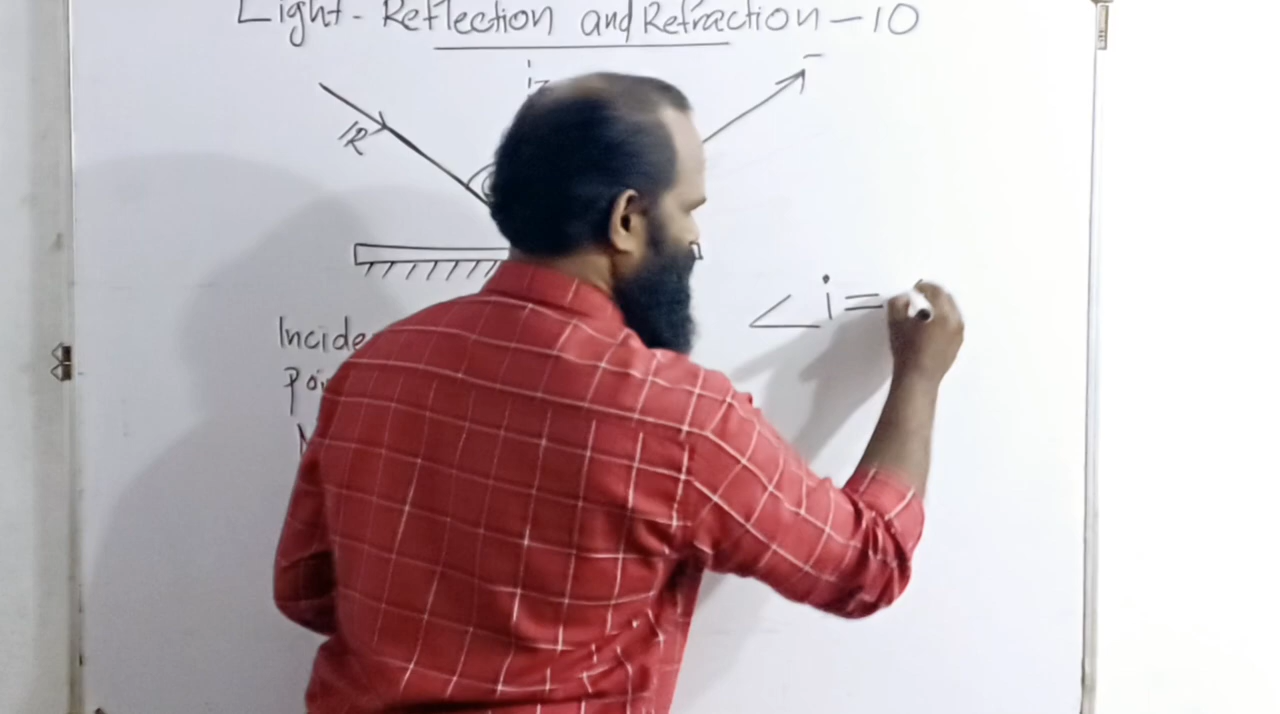 Light - Reflection and Refraction - 10
i
IR
∠i =
Incide
Poi